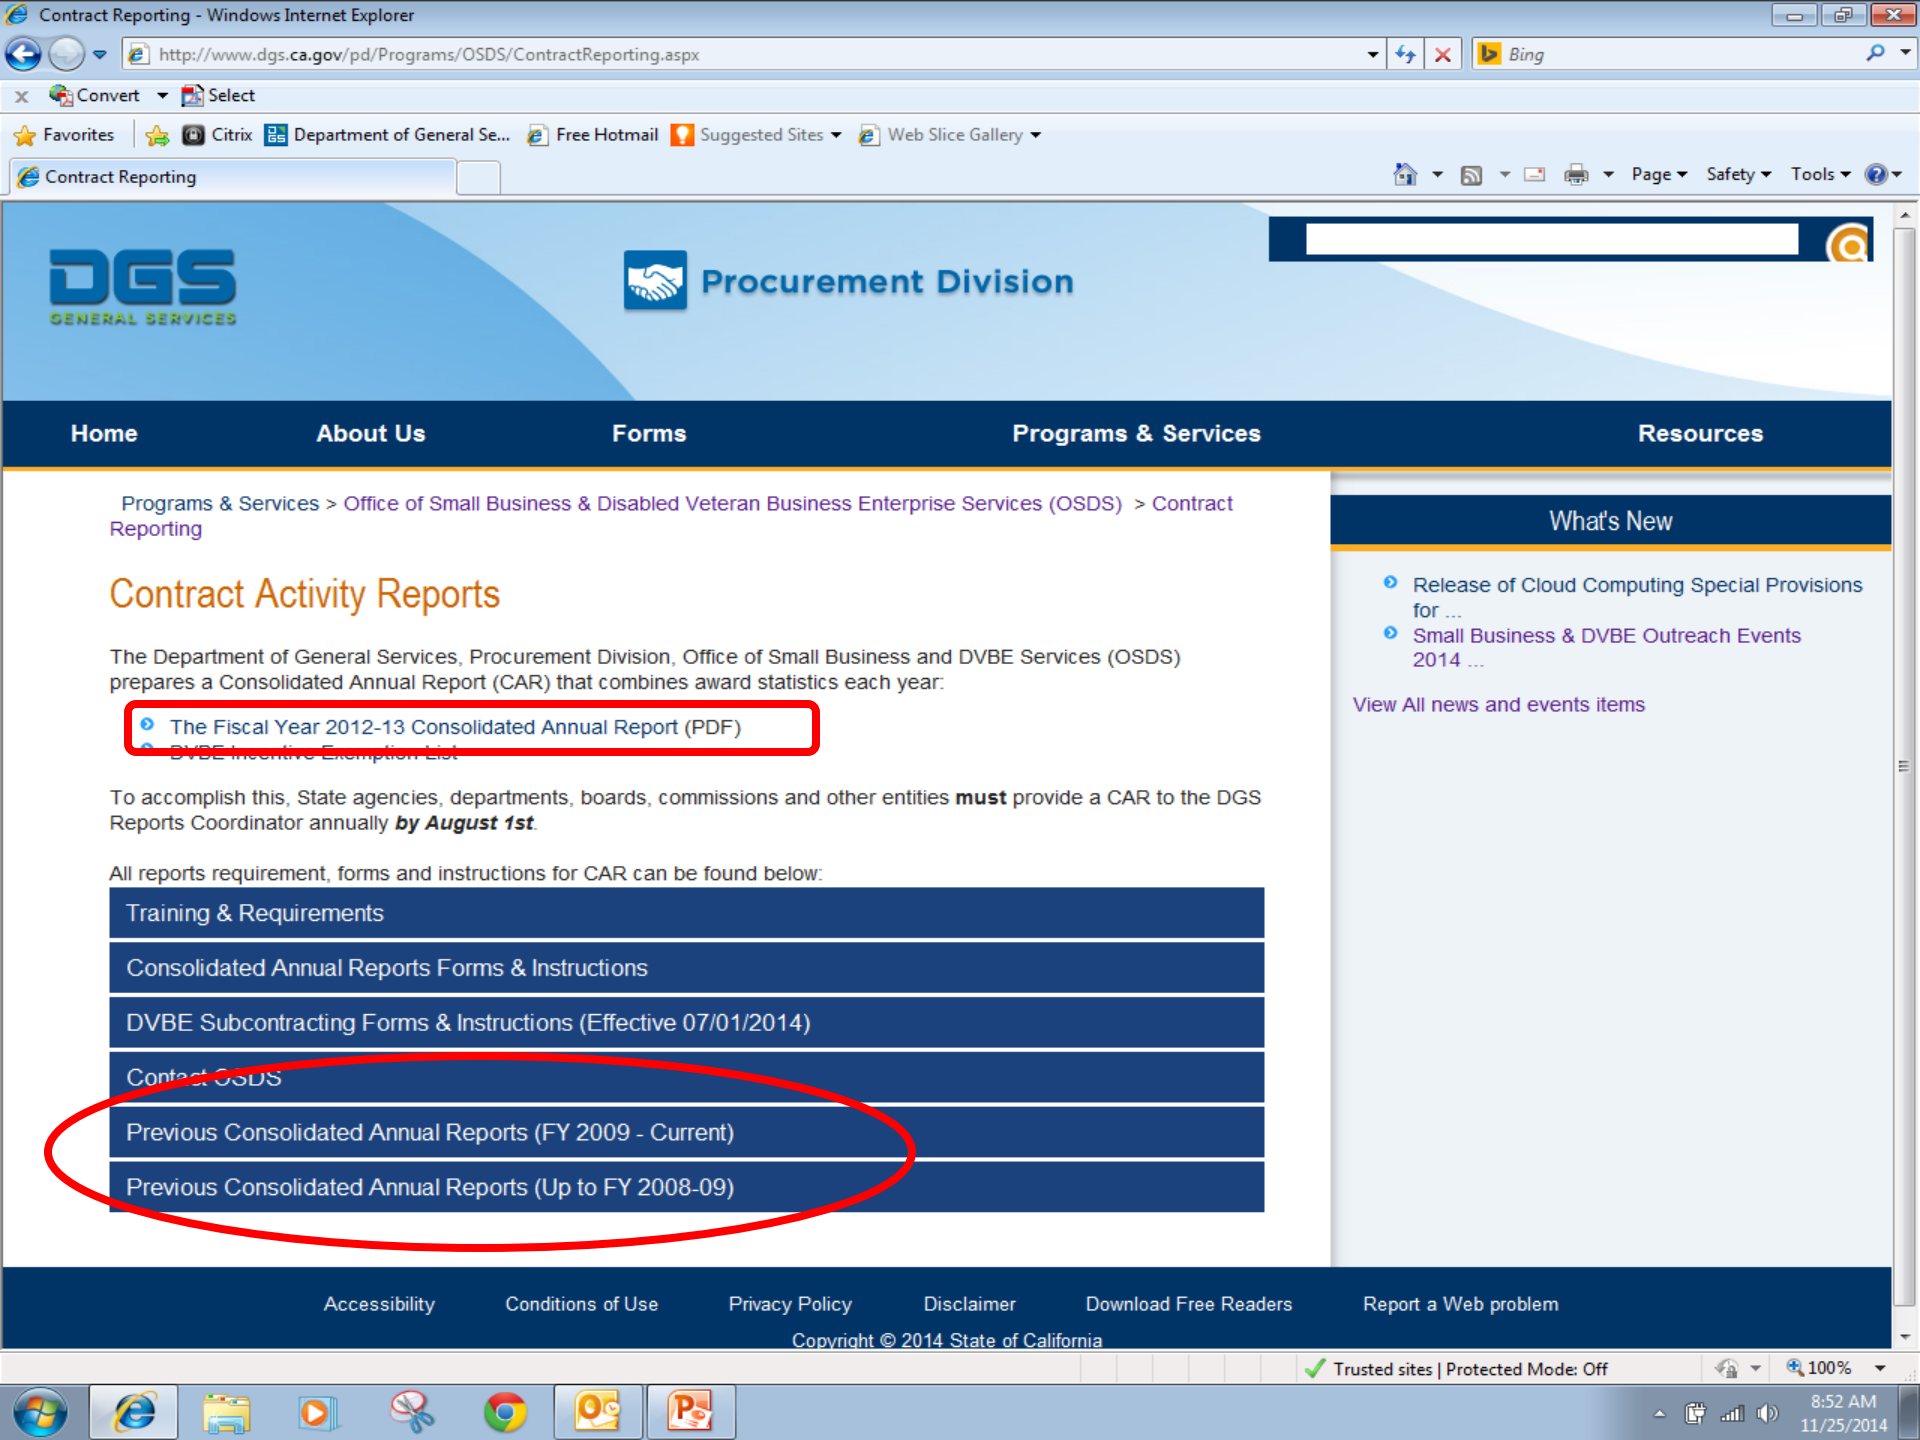 Contract Reporting - Windows Internet Explorer
http://www.dgs.ca.gov/pd/Programs/OSDS/ContractReporting.aspx
Bing
x Convert Select
Favorites Citrix Department of General Se... Free Hotmail Suggested Sites Web Slice Gallery
Contract Reporting
Page Safety Tools
DGS
GENERAL SERVICES
Procurement Division
Home About Us Forms Programs & Services Resources
Programs & Services > Office of Small Business & Disabled Veteran Business Enterprise Services (OSDS) > Contract
Reporting
Contract Activity Reports
The Department of General Services, Procurement Division, Office of Small Business and DVBE Services (OSDS)
prepares a Consolidated Annual Report (CAR) that combines award statistics each year:
The Fiscal Year 2012-13 Consolidated Annual Report (PDF)
DVBE Incentive Exemption List
To accomplish this, State agencies, departments, boards, commissions and other entities must provide a CAR to the DGS
Reports Coordinator annually by August 1st.
All reports requirement, forms and instructions for CAR can be found below:
Training & Requirements
Consolidated Annual Reports Forms & Instructions
DVBE Subcontracting Forms & Instructions (Effective 07/01/2014)
Contact OSDS
Previous Consolidated Annual Reports (FY 2009 - Current)
Previous Consolidated Annual Reports (Up to FY 2008-09)
What's New
Release of Cloud Computing Special Provisions
for ...
Small Business & DVBE Outreach Events
2014 ...
View All news and events items
Accessibility Conditions of Use Privacy Policy Disclaimer Download Free Readers Report a Web problem
Copyright © 2014 State of California
Trusted sites | Protected Mode: Off
100%
8:52 AM
11/25/2014